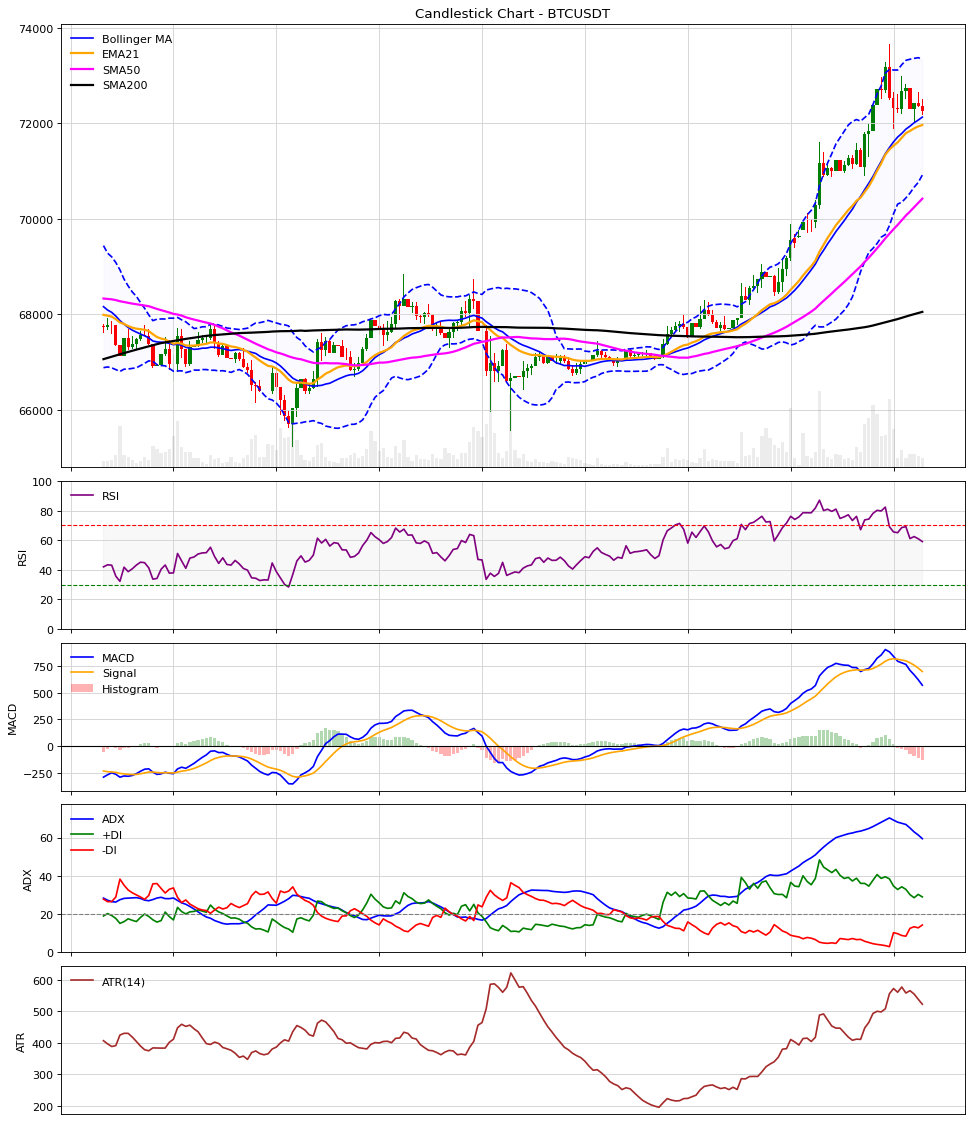 Candlestick Chart - BTCUSDT
74000
72000
70000
68000
66000
Bollinger MA
EMA21
SMA50
SMA200
RSI
100
80
60
40
20
0
RSI
MACD
750
500
250
0
−250
MACD
Signal
Histogram
ADX
60
40
20
0
ADX
+DI
-DI
ATR
600
500
400
300
200
ATR(14)